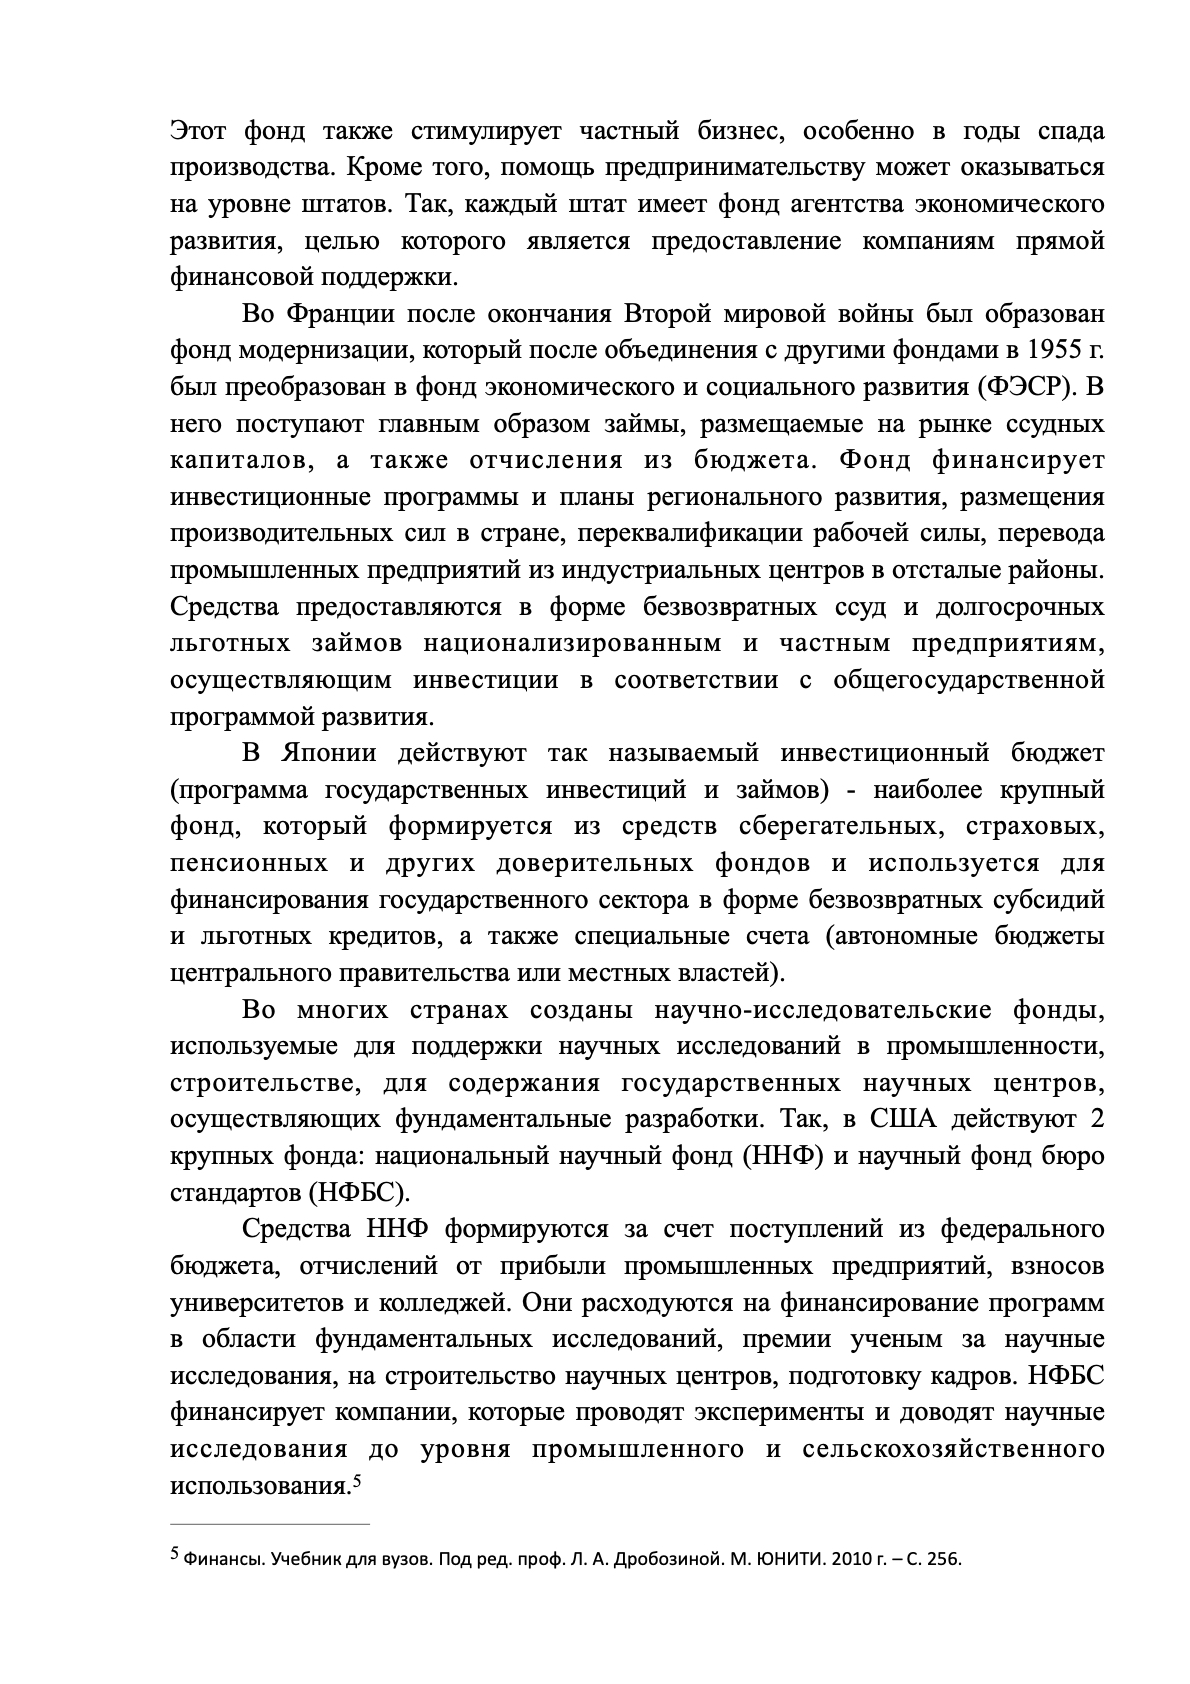 Этот фонд также стимулирует частный бизнес, особенно в годы спада
производства. Кроме того, помощь предпринимательству может оказываться
на уровне штатов. Так, каждый штат имеет фонд агентства экономического
развития, целью которого является предоставление компаниям прямой
финансовой поддержки.
Во Франции после окончания Второй мировой войны был образован
фонд модернизации, который после объединения с другими фондами в 1955 г.
был преобразован в фонд экономического и социального развития (ФЭСР). В
него поступают главным образом займы, размещаемые на рынке ссудных
капиталов, а также отчисления из бюджета. Фонд финансирует
инвестиционные программы и планы регионального развития, размещения
производительных сил в стране, переквалификации рабочей силы, перевода
промышленных предприятий из индустриальных центров в отсталые районы.
Средства предоставляются в форме безвозвратных ссуд и долгосрочных
льготных займов национализированным и частным предприятиям,
осуществляющим инвестиции в соответствии с общегосударственной
программой развития.
В Японии действуют так называемый инвестиционный бюджет
(программа государственных инвестиций и займов) - наиболее крупный
фонд, который формируется из средств сберегательных, страховых,
пенсионных и других доверительных фондов и используется для
финансирования государственного сектора в форме безвозвратных субсидий
и льготных кредитов, а также специальные счета (автономные бюджеты
центрального правительства или местных властей).
Во многих странах созданы научно-исследовательские фонды,
используемые для поддержки научных исследований в промышленности,
строительстве, для содержания государственных научных центров,
осуществляющих фундаментальные разработки. Так, в США действуют 2
крупных фонда: национальный научный фонд (ННФ) и научный фонд бюро
стандартов (НФБС).
Средства ННФ формируются за счет поступлений из федерального
бюджета, отчислений от прибыли промышленных предприятий, взносов
университетов и колледжей. Они расходуются на финансирование программ
в области фундаментальных исследований, премии ученым за научные
исследования, на строительство научных центров, подготовку кадров. НФБС
финансирует компании, которые проводят эксперименты и доводят научные
исследования до уровня промышленного и сельскохозяйственного
использования.5
5 Финансы. Учебник для вузов. Под ред. проф. Л. А. Дробозиной. М. ЮНИТИ. 2010 г. – С. 256.